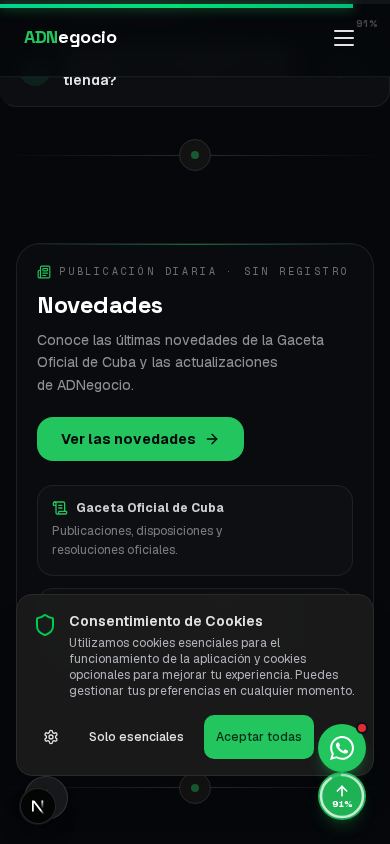 91%
ADNegocio
tienda?
PUBLICACIÓN DIARIA · SIN REGISTRO
Novedades
Conoce las últimas novedades de la Gaceta
Oficial de Cuba y las actualizaciones
de ADNegocio.
Ver las novedades
Gaceta Oficial de Cuba
Publicaciones, disposiciones y
resoluciones oficiales.
Consentimiento de Cookies
Utilizamos cookies esenciales para el
funcionamiento de la aplicación y cookies
opcionales para mejorar tu experiencia. Puedes
gestionar tus preferencias en cualquier momento.
Solo esenciales
Aceptar todas
N
91%